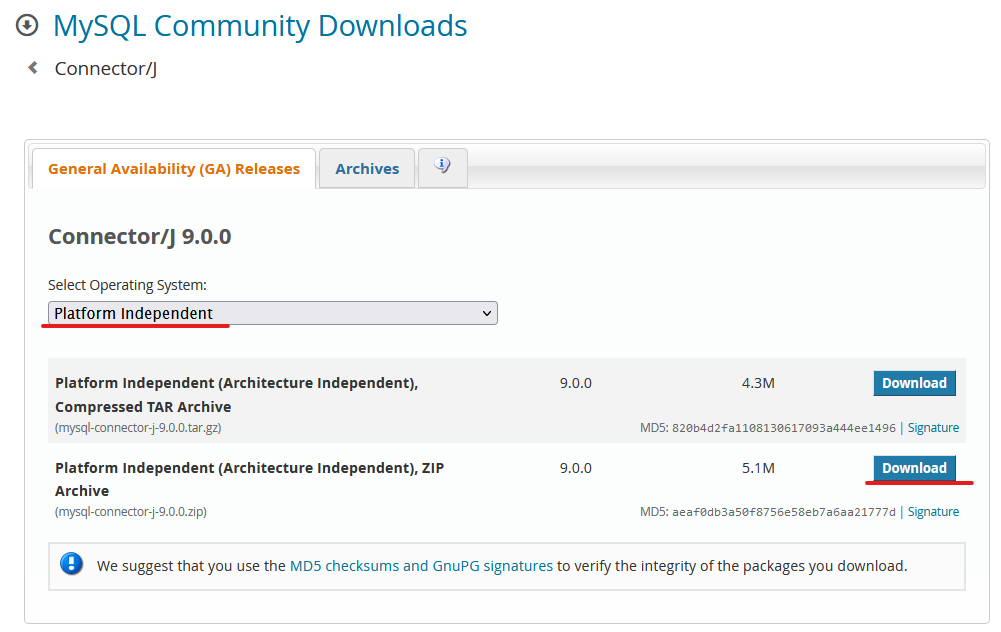 MySQL Community Downloads
Connector/J
General Availability (GA) Releases Archives
Connector/J 9.0.0
Select Operating System:
Platform Independent
Platform Independent (Architecture Independent), 9.0.0 4.3M Download
Compressed TAR Archive
(mysql-connector-j-9.0.0.tar.gz) MD5: 820b4d2fa1108130617093a444ee1496 | Signature
Platform Independent (Architecture Independent), ZIP 9.0.0 5.1M Download
Archive
(mysql-connector-j-9.0.0.zip) MD5: aeaf0db3a50f8756e58eb7a6aa21777d | Signature
We suggest that you use the MD5 checksums and GnuPG signatures to verify the integrity of the packages you download.